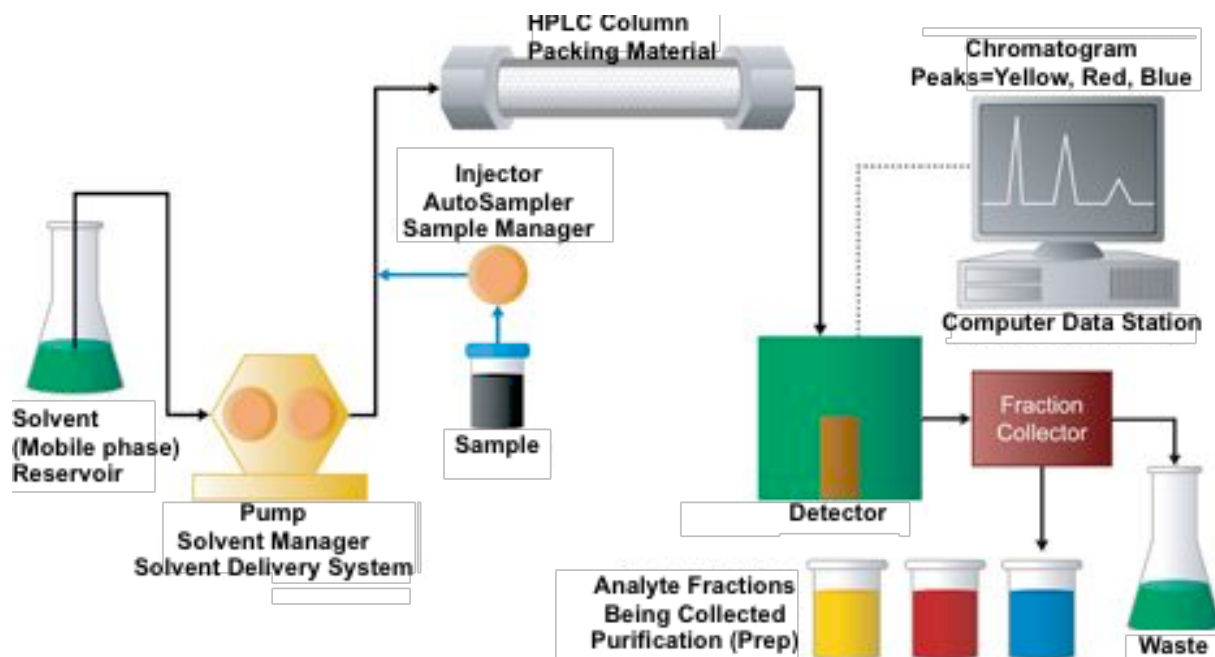 HPLC Column
Packing Material
Chromatogram
Peaks=Yellow, Red, Blue
Injector
AutoSampler
Sample Manager
Computer Data Station
Solvent
(Mobile phase)
Reservoir
Sample
Fraction
Collector
Pump
Solvent Manager
Solvent Delivery System
Detector
Analyte Fractions
Being Collected
Purification (Prep)
Waste